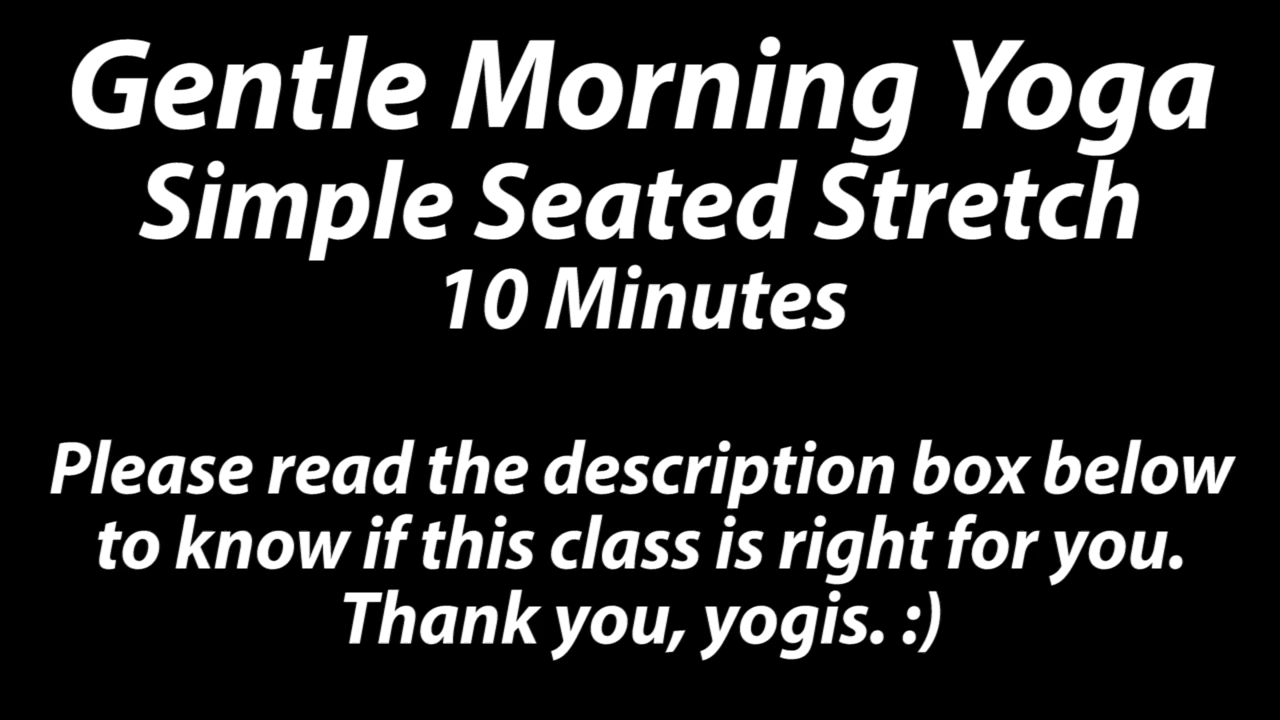 Gentle Morning Yoga
Simple Seated Stretch
10 Minutes
Please read the description box below
to know if this class is right for you.
Thank you, yogis. :)